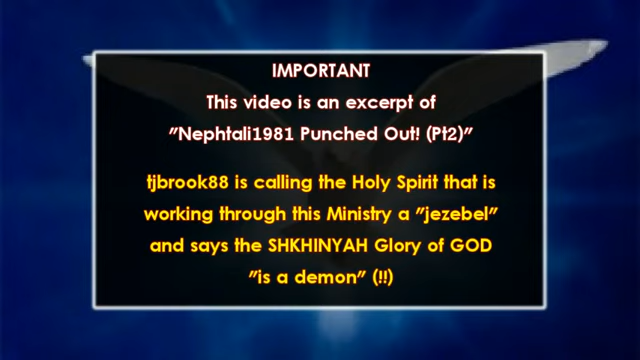 IMPORTANT
This video is an excerpt of
"Nephtali1981 Punched Out! (Pt2)"
tjbrook88 is calling the Holy Spirit that is
working through this Ministry a "jezebel"
and says the SHKHINYAH Glory of GOD
"is a demon" (!!)